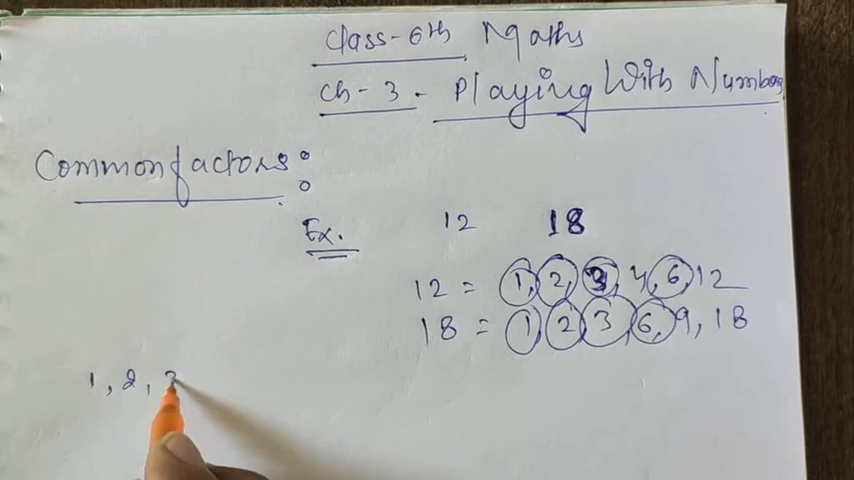 Class-6th Maths
Ch-3 - Playing With Numbers
Common factors:
Ex. 12 18
12 = 1, 2, 3, 4, 6, 12
18 = 1 2 3 6, 9, 18
1, 2, 3